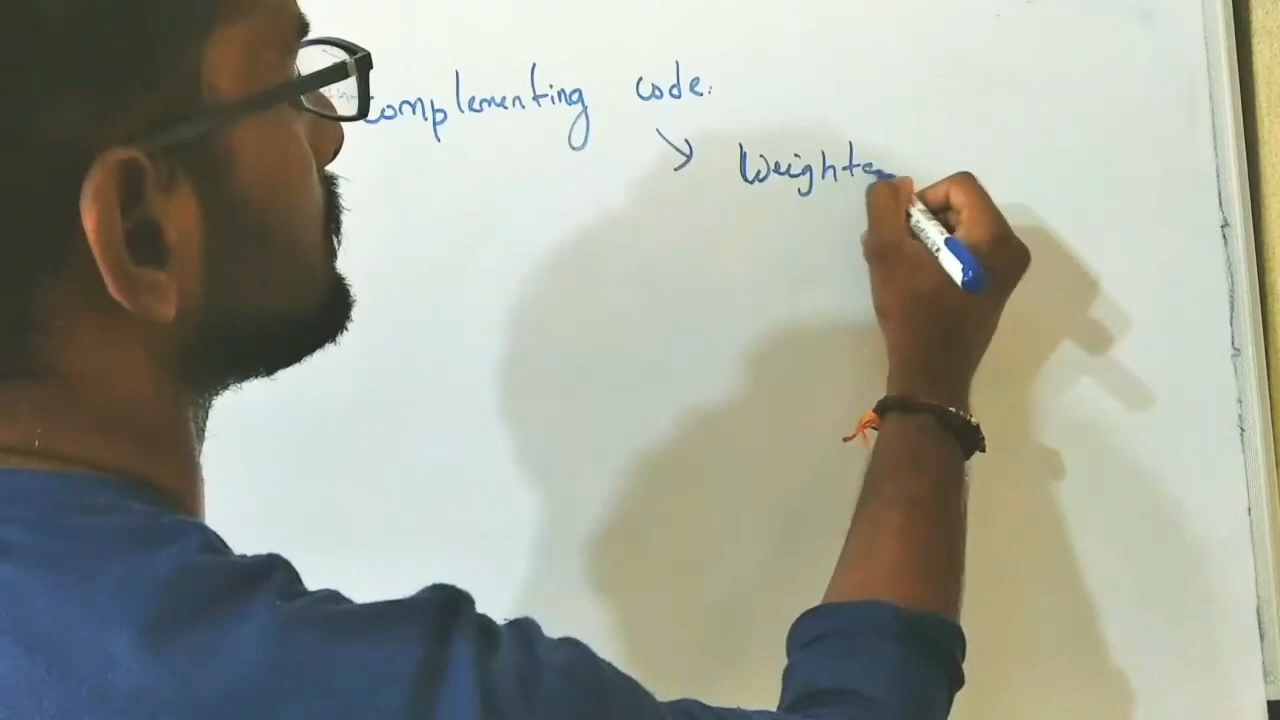 complementing code.
→ Weighte